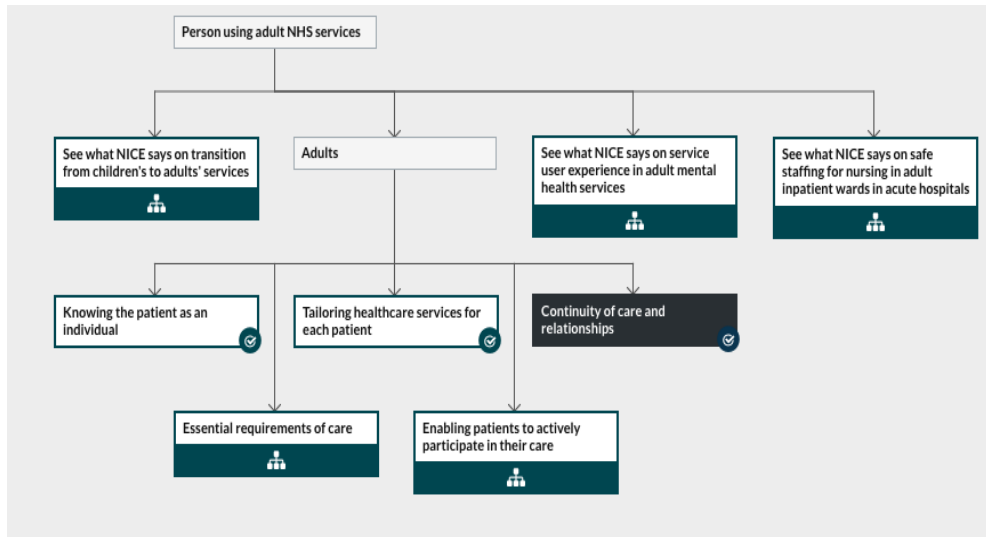 Person using adult NHS services
See what NICE says on transition
from children's to adults' services
Adults
See what NICE says on service
user experience in adult mental
health services
See what NICE says on safe
staffing for nursing in adult
inpatient wards in acute hospitals
Knowing the patient as an
individual
Tailoring healthcare services for
each patient
Continuity of care and
relationships
Essential requirements of care
Enabling patients to actively
participate in their care